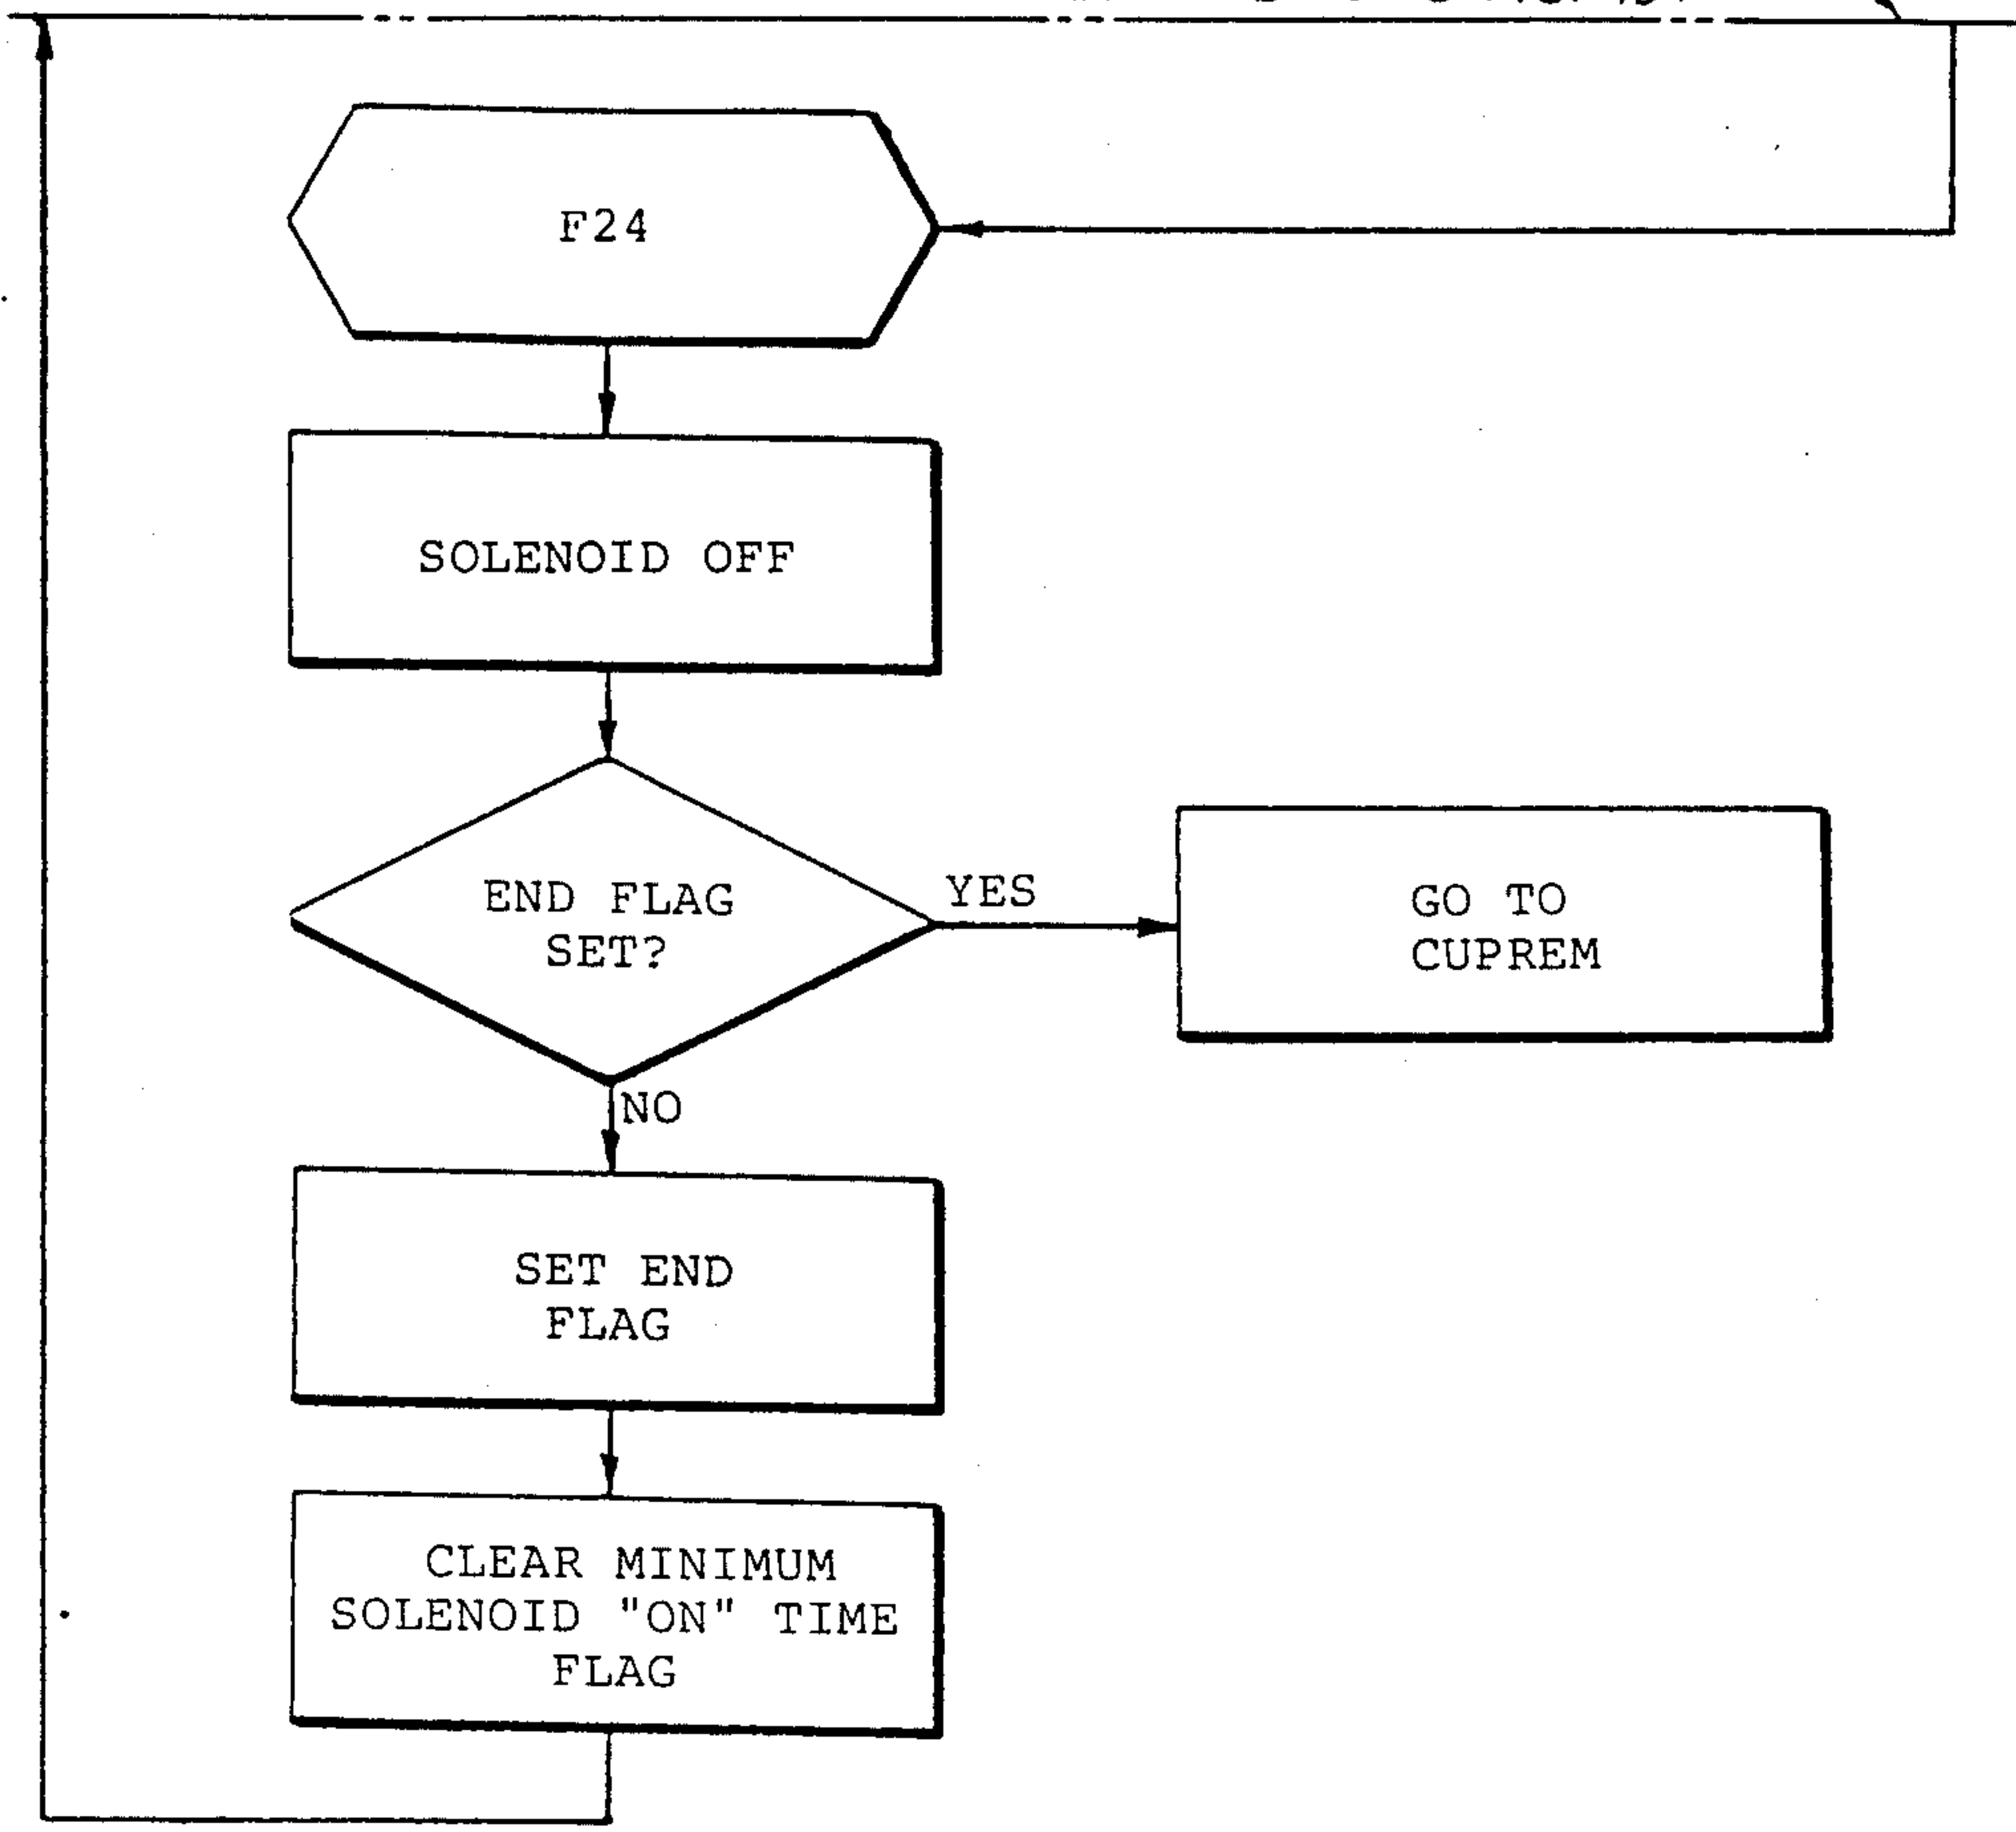 F24
SOLENOID OFF
END FLAG
SET?
YES
GO TO
CUPREM
NO
SET END
FLAG
CLEAR MINIMUM
SOLENOID "ON" TIME
FLAG